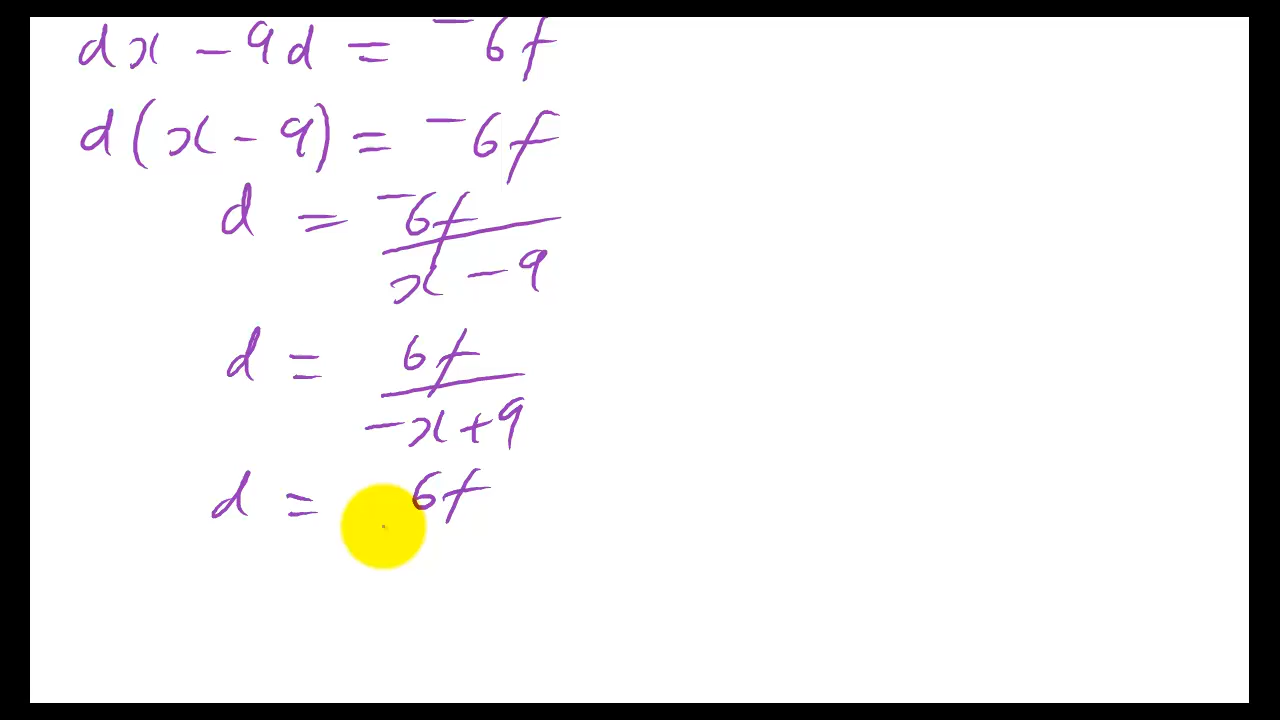 dx - 9d = ⁻6f
d(x - 9) = ⁻6f
d = ⁻6f / x - 9
d = 6f / -x + 9
d = 6f